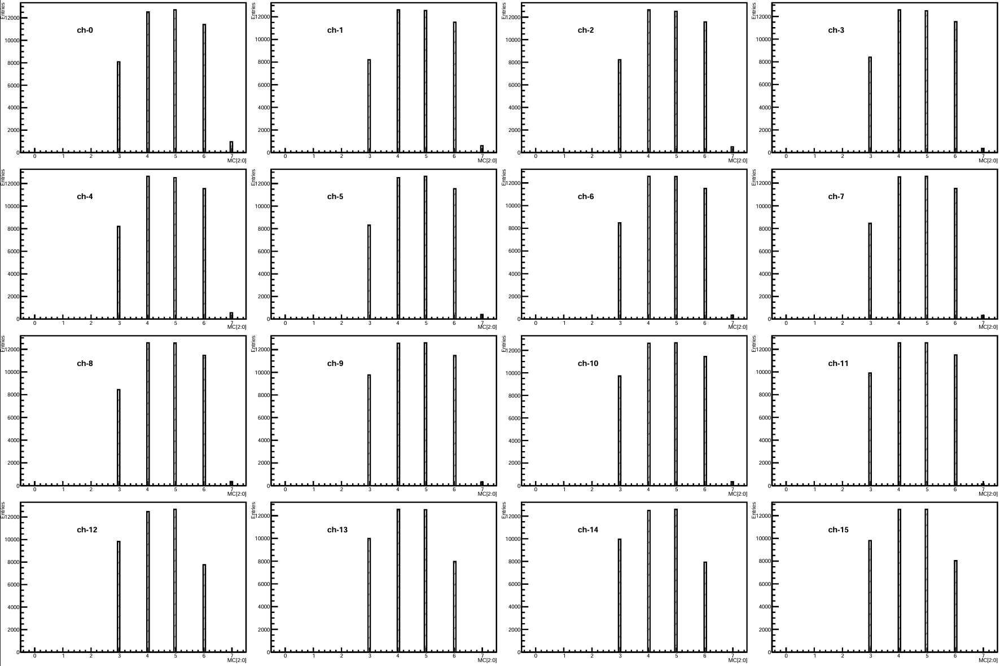 Entries
12000
10000
8000
6000
4000
2000
0
ch-0
0 1 2 3 4 5 6 7
MC[2:0]
Entries
12000
10000
8000
6000
4000
2000
0
ch-1
0 1 2 3 4 5 6 7
MC[2:0]
Entries
12000
10000
8000
6000
4000
2000
0
ch-2
0 1 2 3 4 5 6 7
MC[2:0]
Entries
12000
10000
8000
6000
4000
2000
0
ch-3
0 1 2 3 4 5 6 7
MC[2:0]
Entries
12000
10000
8000
6000
4000
2000
0
ch-4
0 1 2 3 4 5 6 7
MC[2:0]
Entries
12000
10000
8000
6000
4000
2000
0
ch-5
0 1 2 3 4 5 6 7
MC[2:0]
Entries
12000
10000
8000
6000
4000
2000
0
ch-6
0 1 2 3 4 5 6 7
MC[2:0]
Entries
12000
10000
8000
6000
4000
2000
0
ch-7
0 1 2 3 4 5 6 7
MC[2:0]
Entries
12000
10000
8000
6000
4000
2000
0
ch-8
0 1 2 3 4 5 6 7
MC[2:0]
Entries
12000
10000
8000
6000
4000
2000
0
ch-9
0 1 2 3 4 5 6 7
MC[2:0]
Entries
12000
10000
8000
6000
4000
2000
0
ch-10
0 1 2 3 4 5 6 7
MC[2:0]
Entries
12000
10000
8000
6000
4000
2000
0
ch-11
0 1 2 3 4 5 6 7
MC[2:0]
Entries
12000
10000
8000
6000
4000
2000
0
ch-12
0 1 2 3 4 5 6 7
MC[2:0]
Entries
12000
10000
8000
6000
4000
2000
0
ch-13
0 1 2 3 4 5 6 7
MC[2:0]
Entries
12000
10000
8000
6000
4000
2000
0
ch-14
0 1 2 3 4 5 6 7
MC[2:0]
Entries
12000
10000
8000
6000
4000
2000
0
ch-15
0 1 2 3 4 5 6 7
MC[2:0]